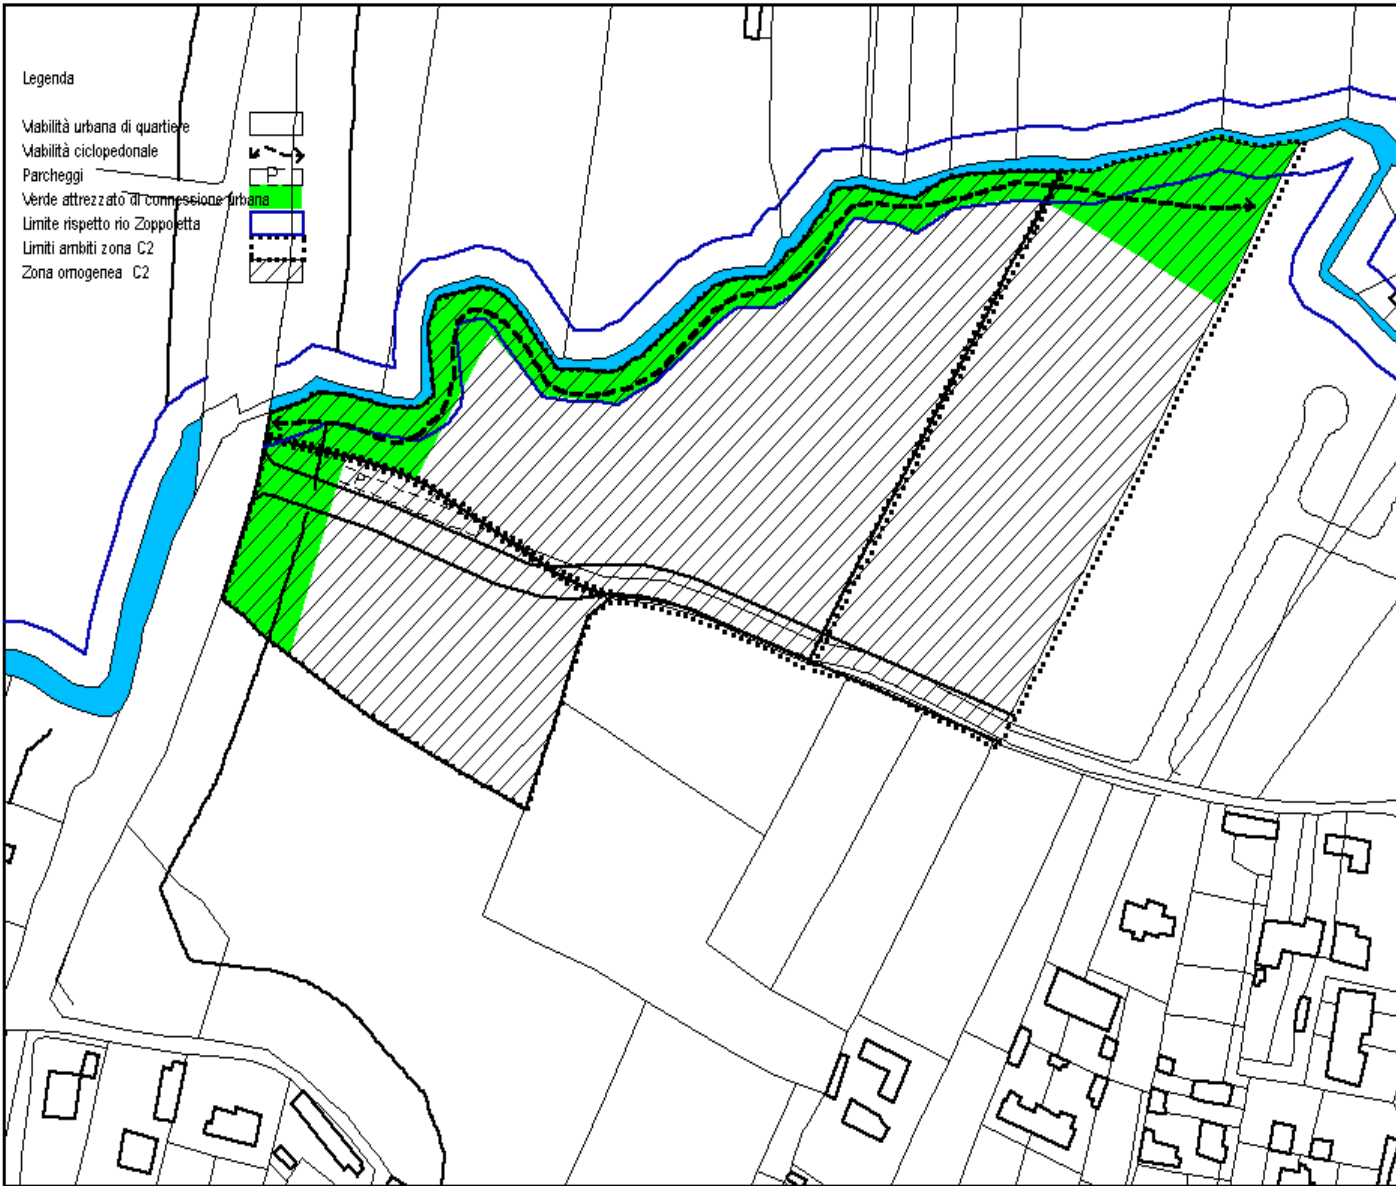 Legenda
Viabilità urbana di quartiere
Viabilità ciclopedonale
Parcheggi P
Verde attrezzato di connessione urbana
Limite rispetto rio Zoppoletta
Limiti ambiti zona C2
Zona omogenea C2
P